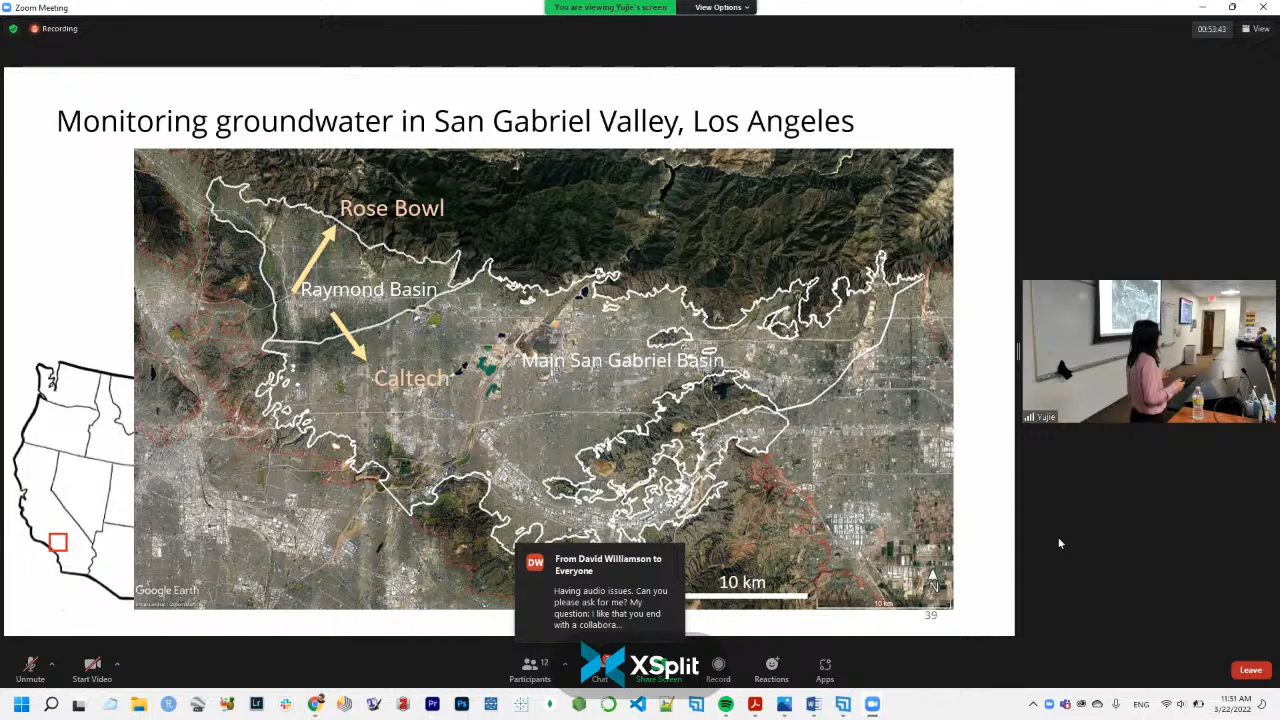 Zoom Meeting
You are viewing Yujie's screen
View Options
Recording
00:53:43
View
Monitoring groundwater in San Gabriel Valley, Los Angeles
Rose Bowl
Raymond Basin
Main San Gabriel Basin
Caltech
Yujie
DW
From David Williamson to
Everyone
Having audio issues. Can you
please ask for me? My
question: I like that you end
with a collabora...
10 km
N
Google Earth
10 km
39
XSplit
12
Unmute
Start Video
Participants
Chat
Share Screen
Record
Reactions
Apps
Leave
11:51 AM
ENG
3/22/2022